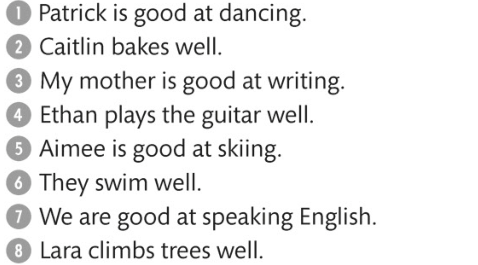 1 Patrick is good at dancing.
2 Caitlin bakes well.
3 My mother is good at writing.
4 Ethan plays the guitar well.
5 Aimee is good at skiing.
6 They swim well.
7 We are good at speaking English.
8 Lara climbs trees well.